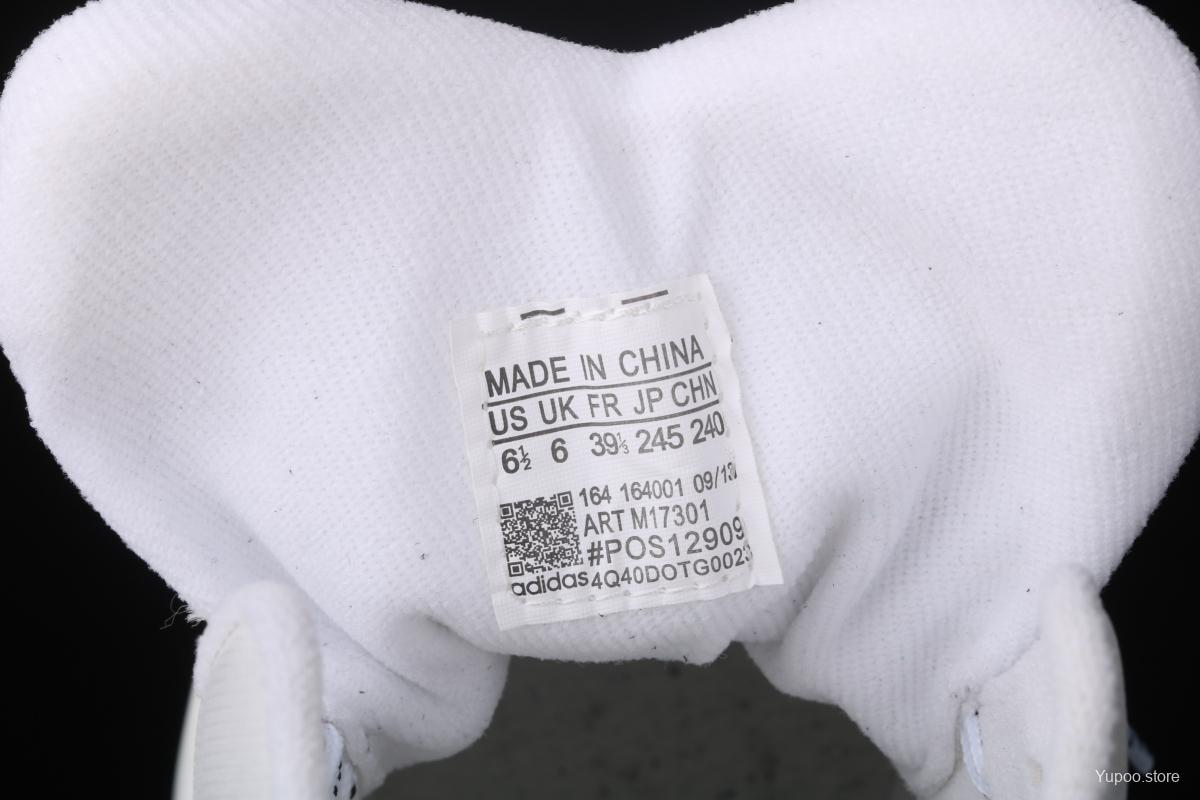 MADE IN CHINA
US UK FR JP CHN
6½ 6 39⅓ 245 240
164 164001 09/13
ART M17301
#POS12909
adidas 4Q40DOTG0023
Yupoo.store